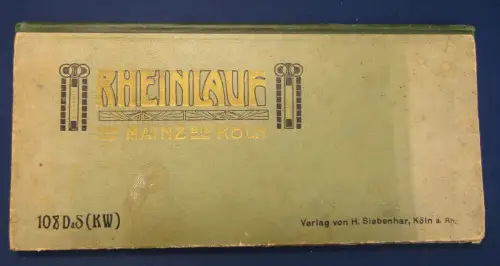 RHEINLAUF
VON MAINZ BIS KÖLN
108 D.S (KW)
Verlag von H. Siebenhar, Köln a. Rh.